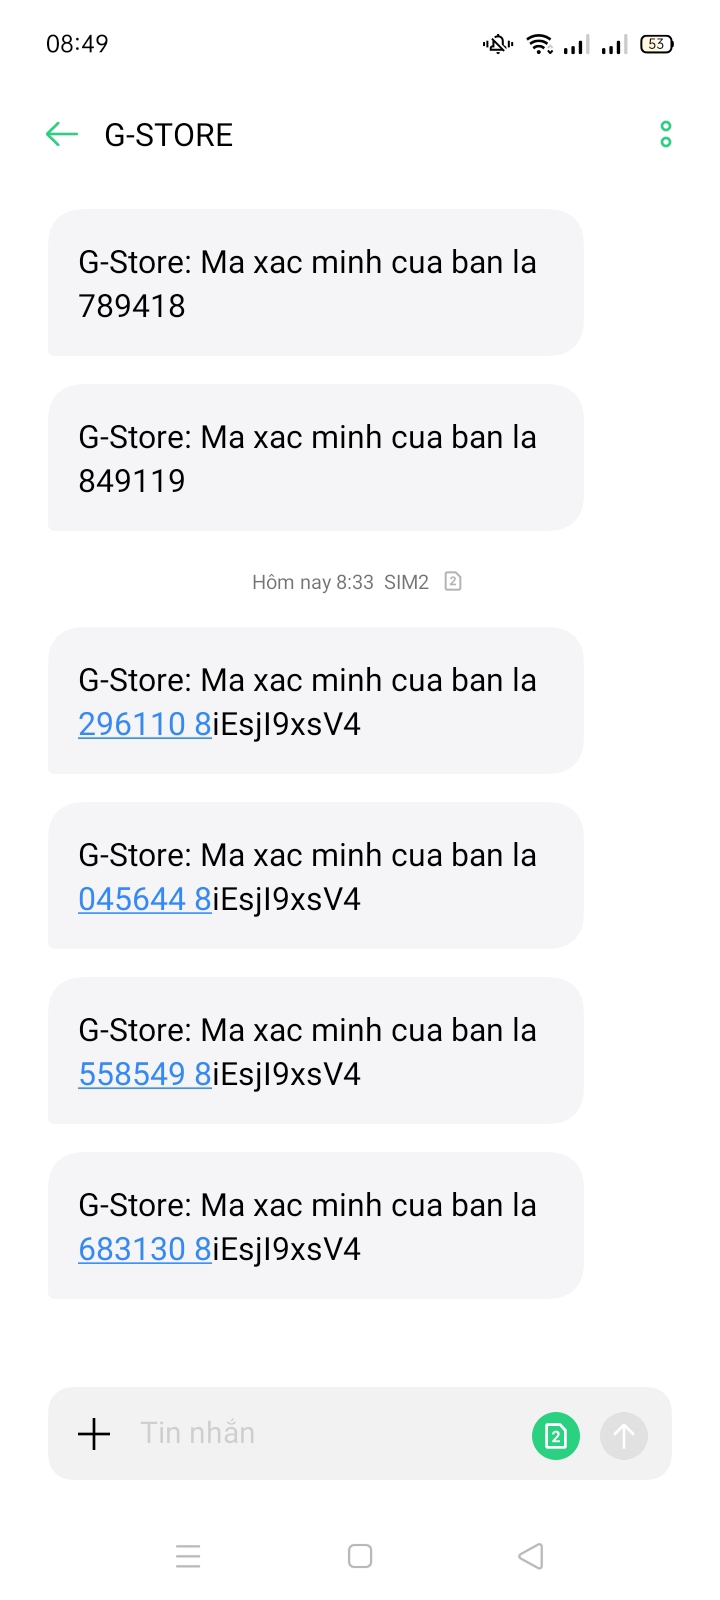 08:49
53
G-STORE
G-Store: Ma xac minh cua ban la
789418
G-Store: Ma xac minh cua ban la
849119
Hôm nay 8:33 SIM2 2
G-Store: Ma xac minh cua ban la
296110 8iEsjI9xsV4
G-Store: Ma xac minh cua ban la
045644 8iEsjI9xsV4
G-Store: Ma xac minh cua ban la
558549 8iEsjI9xsV4
G-Store: Ma xac minh cua ban la
683130 8iEsjI9xsV4
Tin nhắn
2